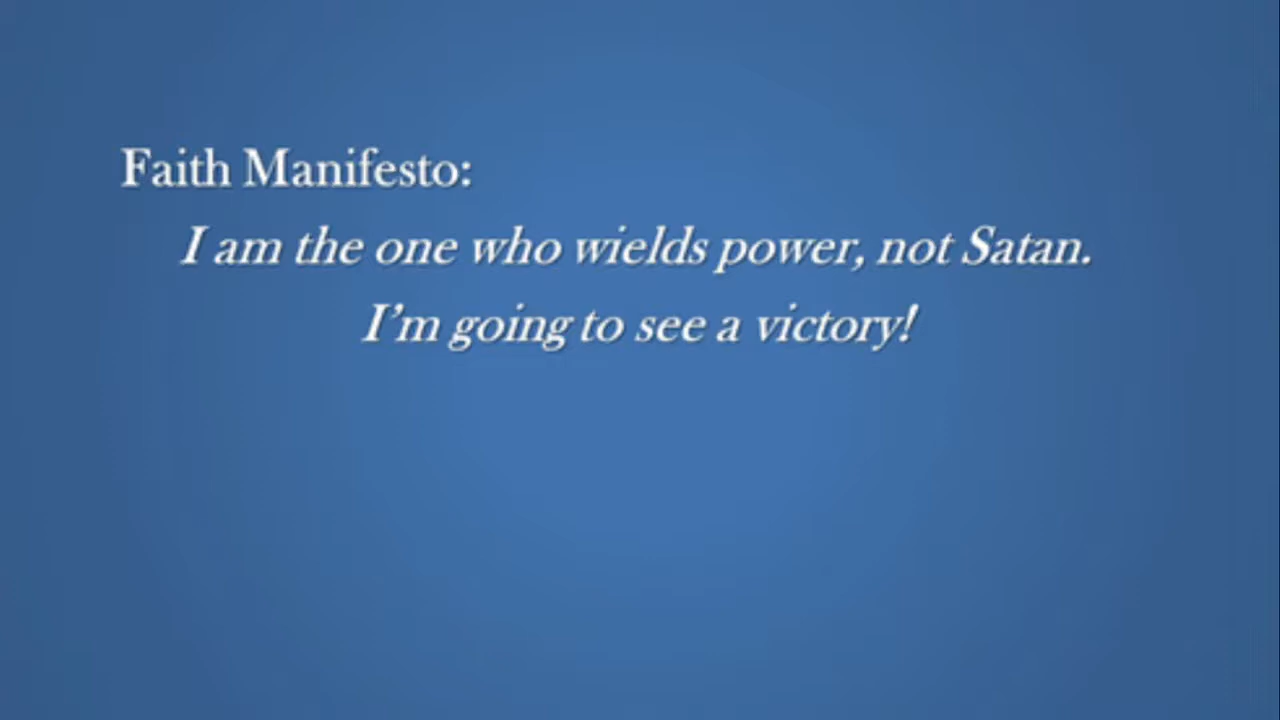 Faith Manifesto:
I am the one who wields power, not Satan.
I’m going to see a victory!